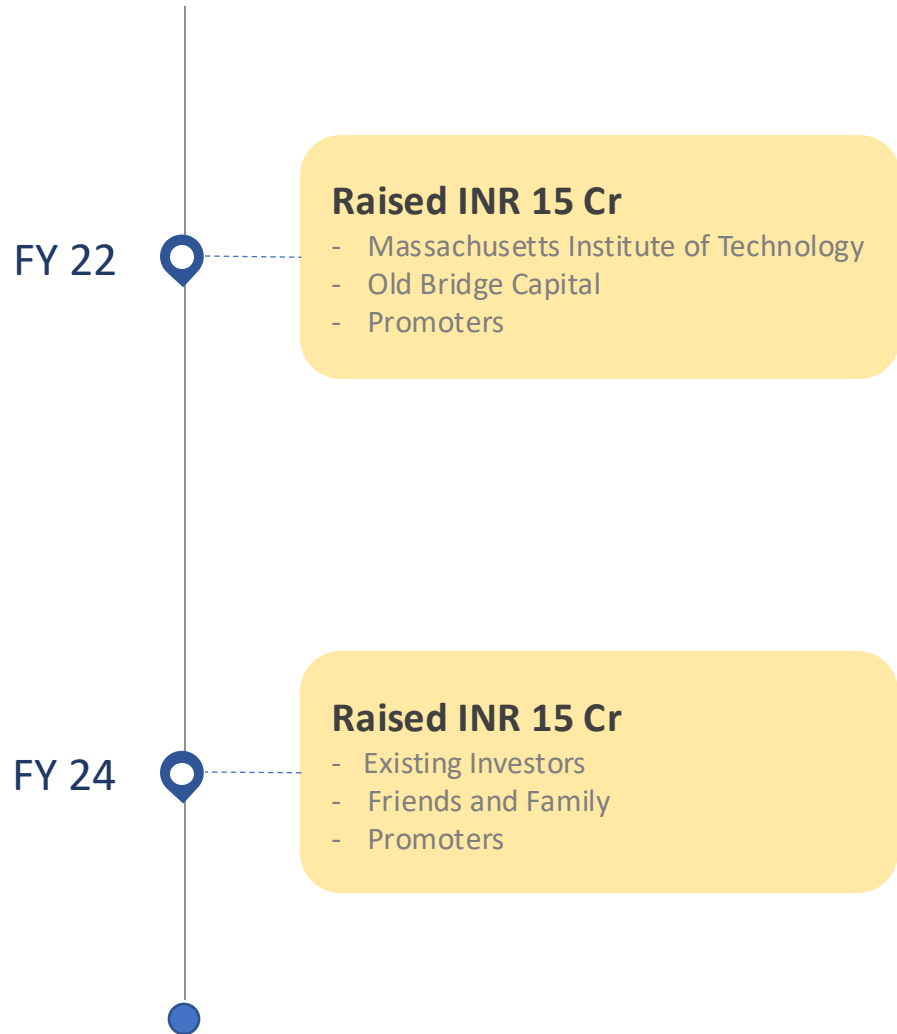 FY 22
Raised INR 15 Cr
- Massachusetts Institute of Technology
- Old Bridge Capital
- Promoters
FY 24
Raised INR 15 Cr
- Existing Investors
- Friends and Family
- Promoters